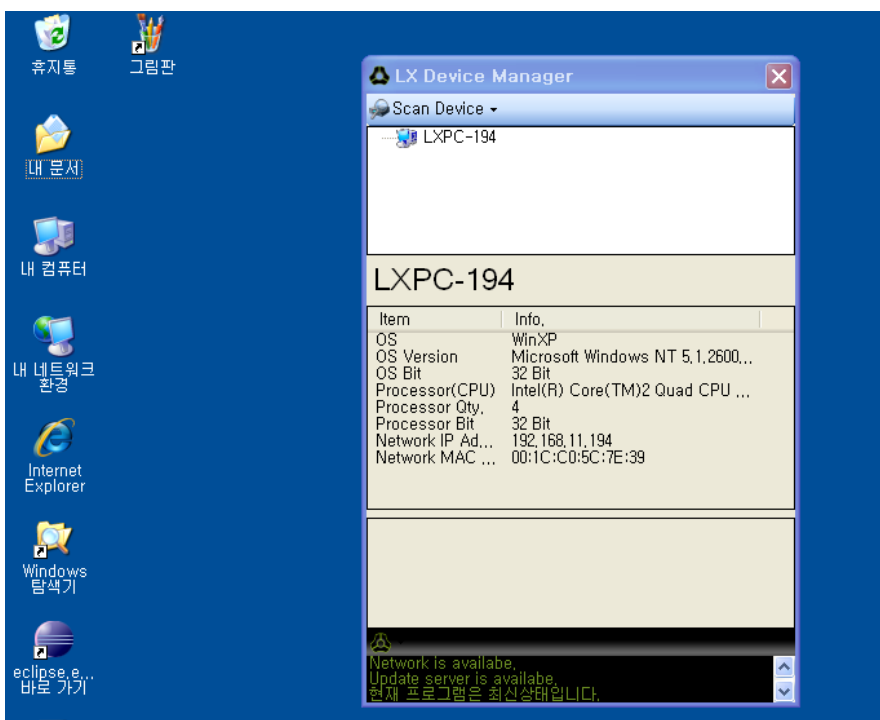 휴지통
그림판
내 문서
내 컴퓨터
내 네트워크
환경
Internet
Explorer
Windows
탐색기
eclipse,e...
바로 가기
LX Device Manager
Scan Device
LXPC-194
LXPC-194
Item Info,
OS WinXP
OS Version Microsoft Windows NT 5,1,2600,...
OS Bit 32 Bit
Processor(CPU) Intel(R) Core(TM)2 Quad CPU ...
Processor Qty, 4
Processor Bit 32 Bit
Network IP Ad,... 192,168,11,194
Network MAC ... 00:1C:C0:5C:7E:39
Network is availabe,
Update server is availabe,
현재 프로그램은 최신상태입니다,